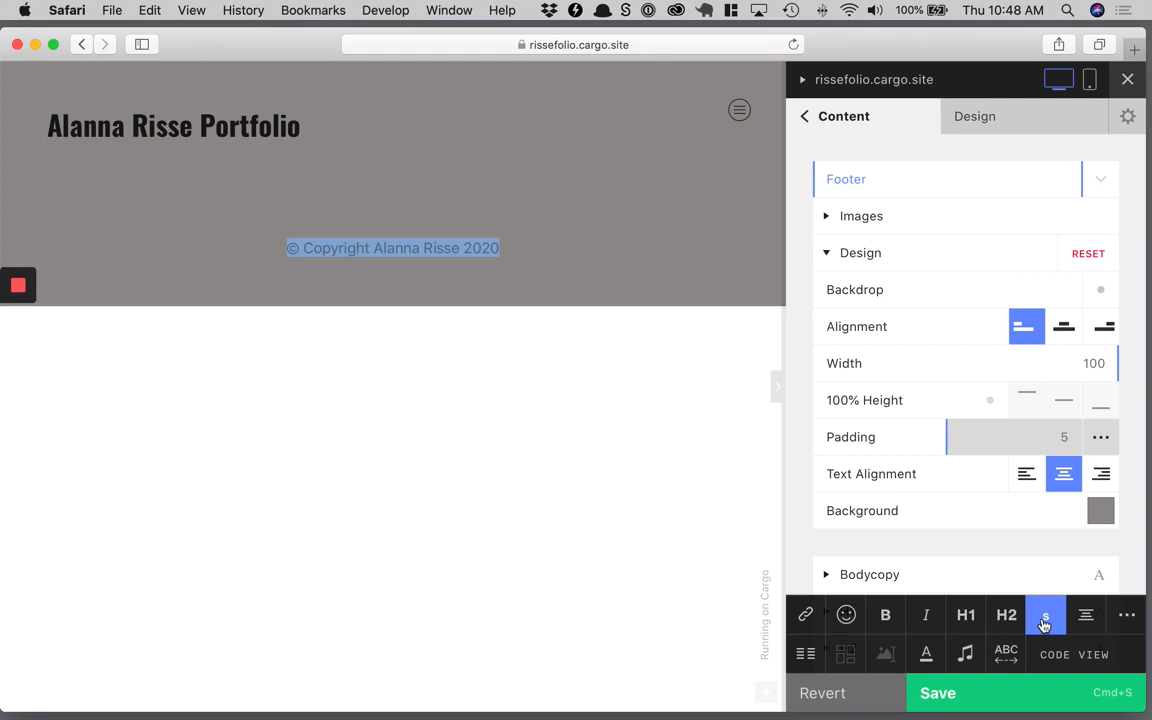 Safari File Edit View History Bookmarks Develop Window Help S 100% Thu 10:48 AM
rissefolio.cargo.site
rissefolio.cargo.site
Content Design
Alanna Risse Portfolio
Footer
Images
© Copyright Alanna Risse 2020
Design RESET
Backdrop
Alignment
Width 100
100% Height
Padding 5
Text Alignment
Background
Bodycopy A
Running on Cargo
B I H1 H2 s
A ABC CODE VIEW
Revert Save Cmd+S